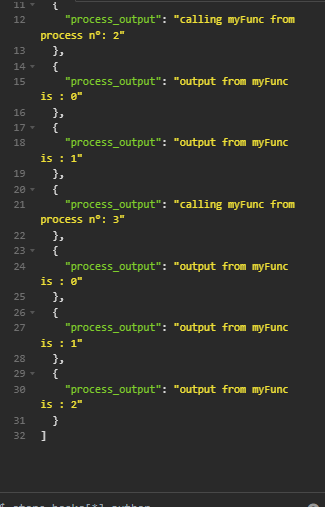 11 {
12 "process_output": "calling myFunc from
process n°: 2"
13 },
14 {
15 "process_output": "output from myFunc
is : 0"
16 },
17 {
18 "process_output": "output from myFunc
is : 1"
19 },
20 {
21 "process_output": "calling myFunc from
process n°: 3"
22 },
23 {
24 "process_output": "output from myFunc
is : 0"
25 },
26 {
27 "process_output": "output from myFunc
is : 1"
28 },
29 {
30 "process_output": "output from myFunc
is : 2"
31 }
32 ]